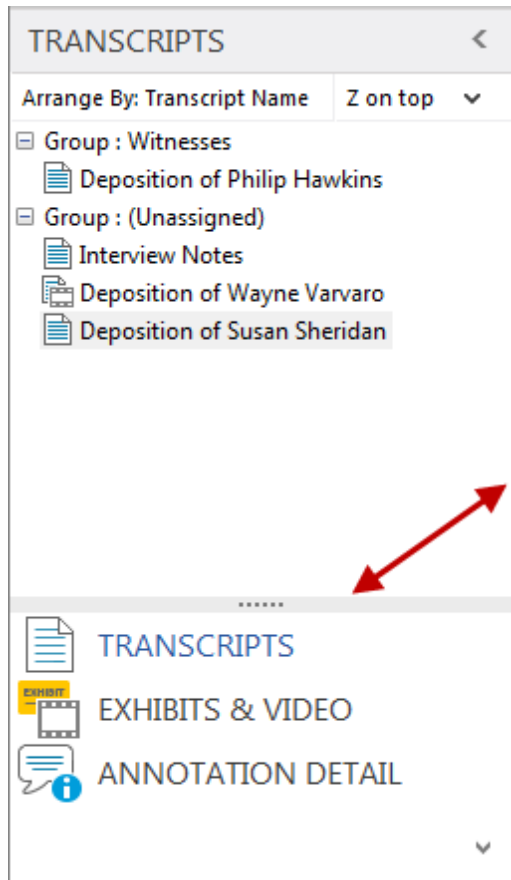 TRANSCRIPTS
Arrange By: Transcript Name Z on top
Group : Witnesses
Deposition of Philip Hawkins
Group : (Unassigned)
Interview Notes
Deposition of Wayne Varvaro
Deposition of Susan Sheridan
TRANSCRIPTS
EXHIBIT
EXHIBITS & VIDEO
ANNOTATION DETAIL